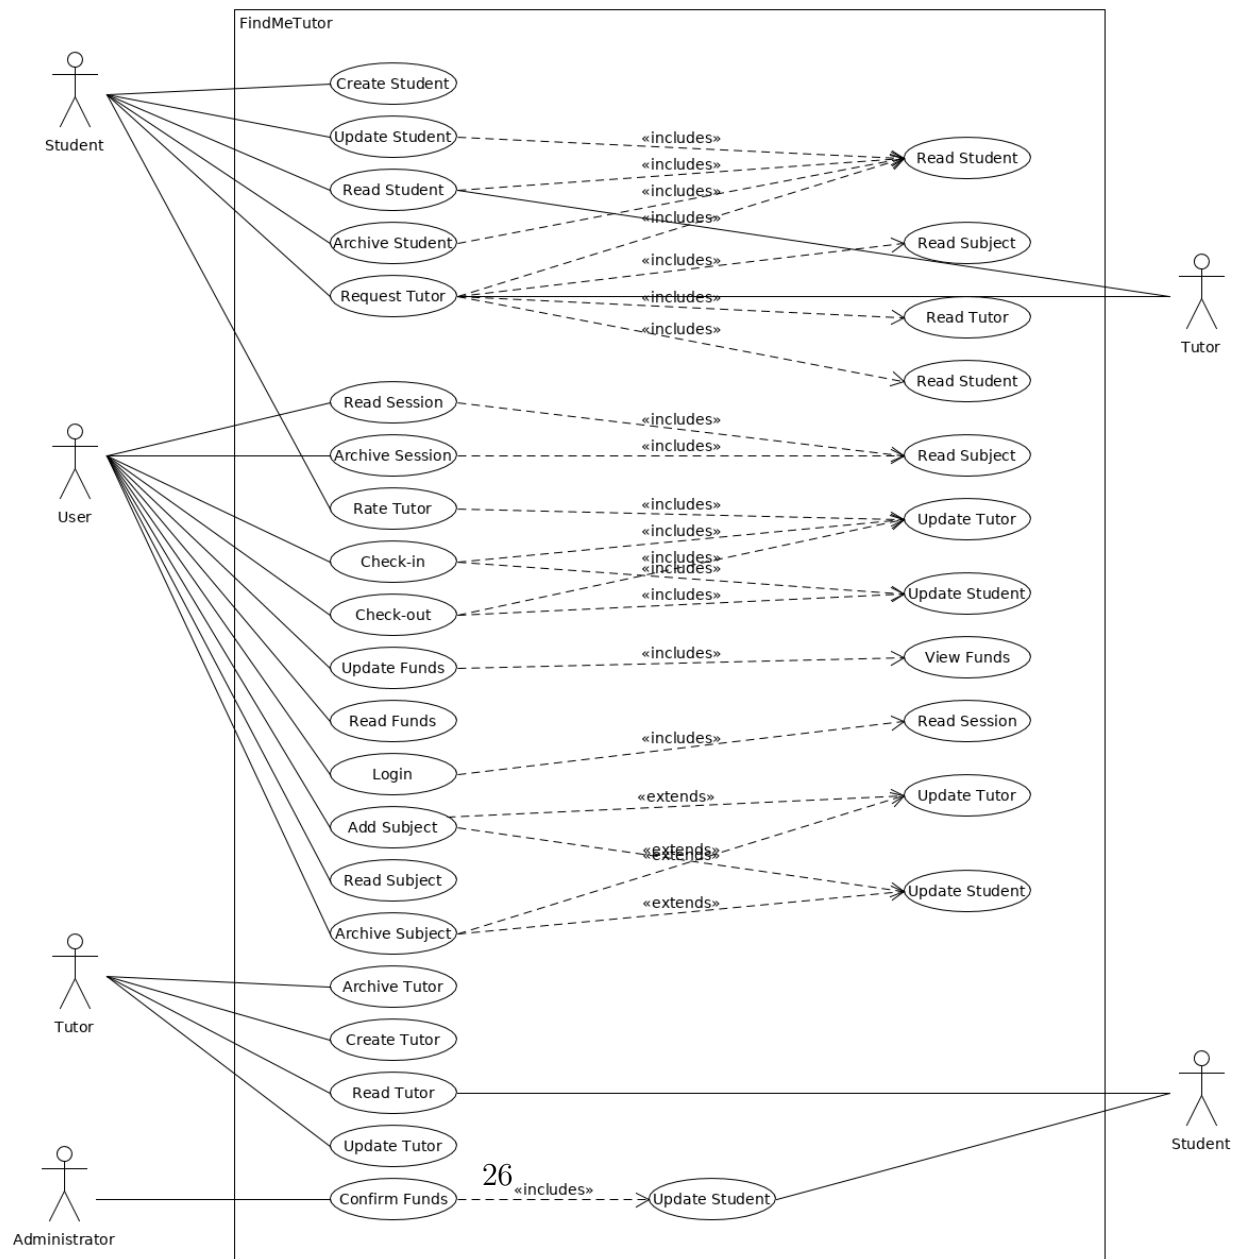 FindMeTutor
Create Student
Student
Update Student
«includes»
Read Student
«includes»
Read Student
«includes»
Archive Student
«includes»
Read Subject
«includes»
Request Tutor
«includes»
Read Tutor
«includes»
Tutor
Read Student
Read Session
«includes»
User
Archive Session
«includes»
Read Subject
Rate Tutor
«includes»
Update Tutor
«includes»
Check-in
«includes»
«includes»
Check-out
«includes»
Update Student
Update Funds
«includes»
View Funds
Read Funds
Read Session
«includes»
Login
Add Subject
«extends»
Update Tutor
«extends»
«extends»
Read Subject
Update Student
«extends»
Archive Subject
Archive Tutor
Tutor
Create Tutor
Read Tutor
Update Tutor
Student
26
Administrator
Confirm Funds
«includes»
Update Student